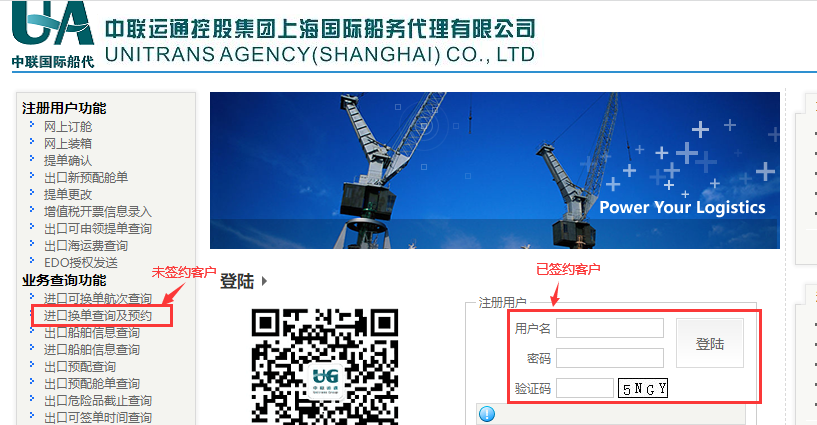 UA
中联国际船代
中联运通控股集团上海国际船务代理有限公司
UNITRANS AGENCY(SHANGHAI) CO., LTD
注册用户功能
网上订舱
网上装箱
提单确认
出口新预配舱单
提单更改
增值税开票信息录入
出口可申领提单查询
出口海运费查询
EDO授权发送
业务查询功能
进口可换单航次查询
进口换单查询及预约
出口船舶信息查询
进口船舶信息查询
出口预配查询
出口预配舱单查询
出口危险品截止查询
出口可签单时间查询
未签约客户
Power Your Logistics
登陆
UG
中联运通
已签约客户
注册用户
用户名
密码
登陆
验证码
5NGY